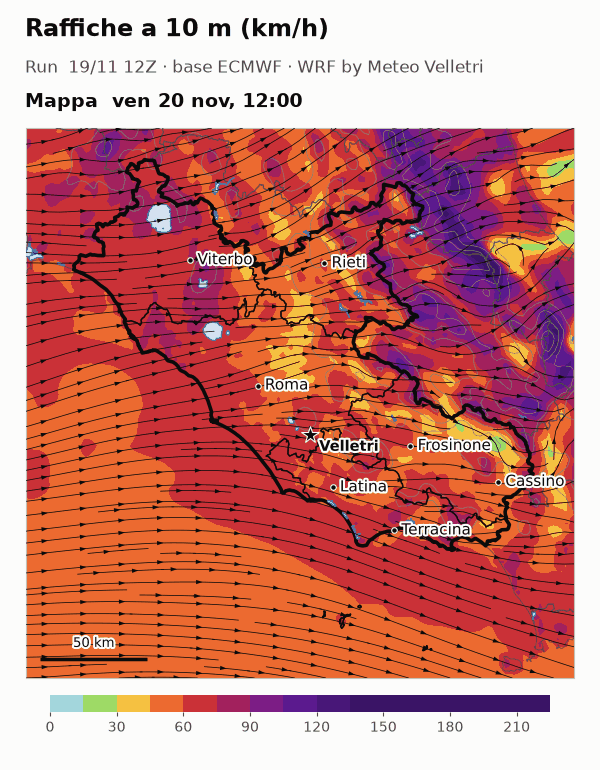 Raffiche a 10 m (km/h)
Run  19/11 12Z · base ECMWF · WRF by Meteo Velletri
Mappa  ven 20 nov, 12:00
Viterbo
Rieti
Roma
Velletri
Frosinone
Cassino
Latina
Terracina
50 km
0 30 60 90 120 150 180 210